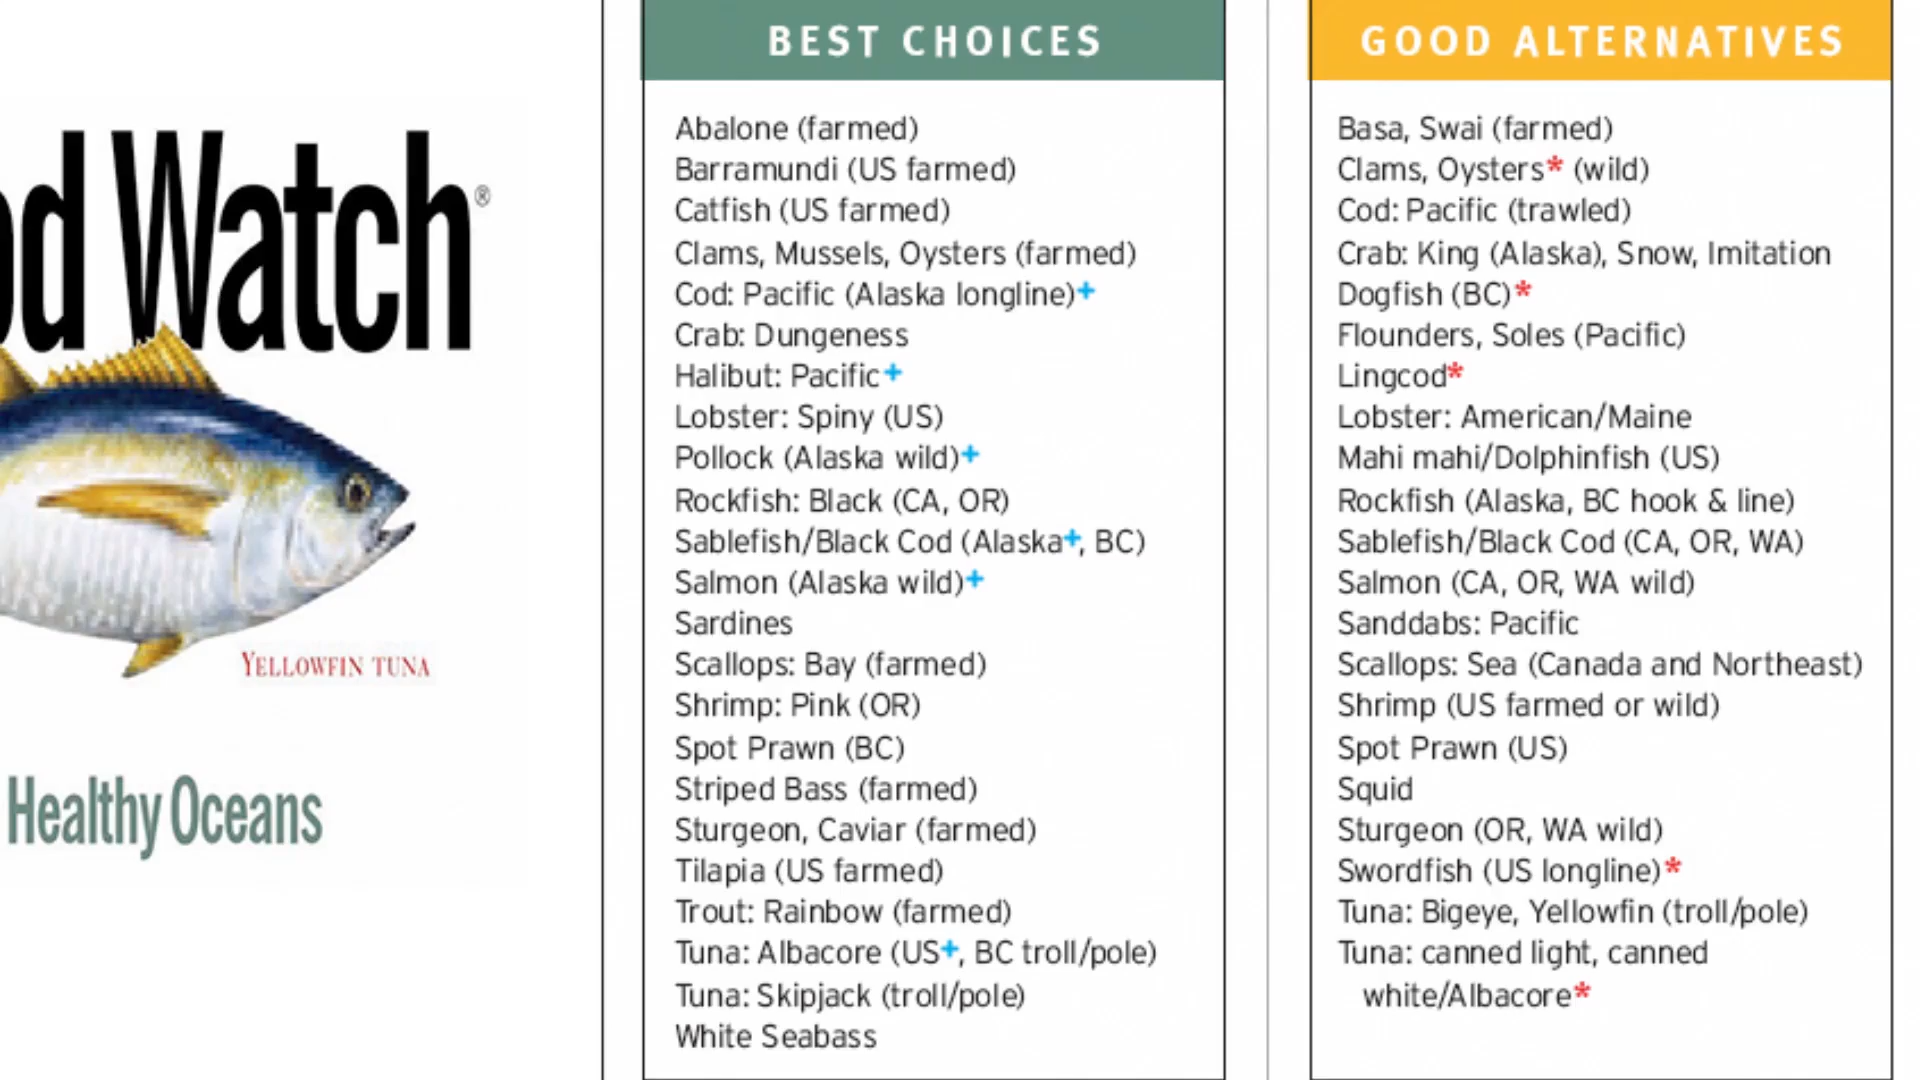 od Watch®
YELLOWFIN TUNA
Healthy Oceans
BEST CHOICES
Abalone (farmed)
Barramundi (US farmed)
Catfish (US farmed)
Clams, Mussels, Oysters (farmed)
Cod: Pacific (Alaska longline)+
Crab: Dungeness
Halibut: Pacific+
Lobster: Spiny (US)
Pollock (Alaska wild)+
Rockfish: Black (CA, OR)
Sablefish/Black Cod (Alaska+, BC)
Salmon (Alaska wild)+
Sardines
Scallops: Bay (farmed)
Shrimp: Pink (OR)
Spot Prawn (BC)
Striped Bass (farmed)
Sturgeon, Caviar (farmed)
Tilapia (US farmed)
Trout: Rainbow (farmed)
Tuna: Albacore (US+, BC troll/pole)
Tuna: Skipjack (troll/pole)
White Seabass
GOOD ALTERNATIVES
Basa, Swai (farmed)
Clams, Oysters* (wild)
Cod: Pacific (trawled)
Crab: King (Alaska), Snow, Imitation
Dogfish (BC)*
Flounders, Soles (Pacific)
Lingcod*
Lobster: American/Maine
Mahi mahi/Dolphinfish (US)
Rockfish (Alaska, BC hook & line)
Sablefish/Black Cod (CA, OR, WA)
Salmon (CA, OR, WA wild)
Sanddabs: Pacific
Scallops: Sea (Canada and Northeast)
Shrimp (US farmed or wild)
Spot Prawn (US)
Squid
Sturgeon (OR, WA wild)
Swordfish (US longline)*
Tuna: Bigeye, Yellowfin (troll/pole)
Tuna: canned light, canned
white/Albacore*